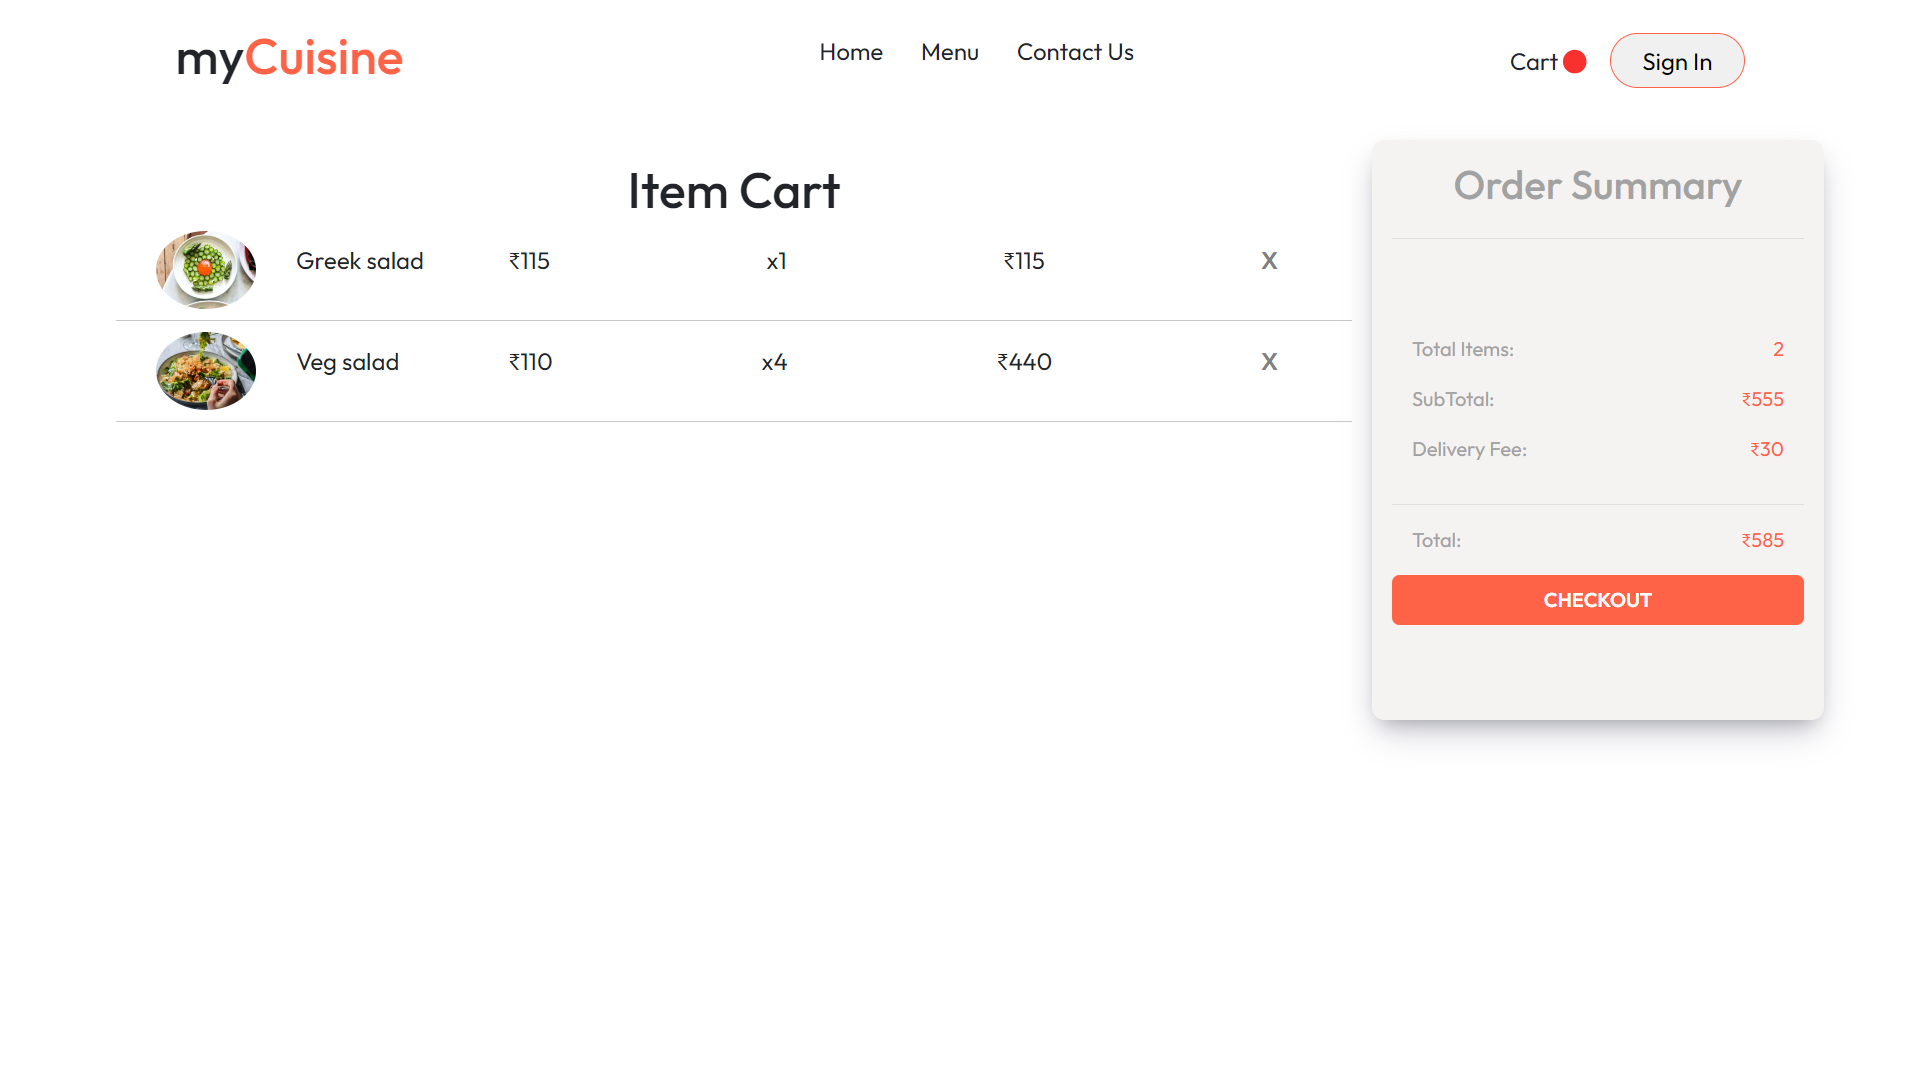 myCuisine
Home Menu Contact Us
Cart
Sign In
Item Cart
Greek salad ₹115 x1 ₹115 X
Veg salad ₹110 x4 ₹440 X
Order Summary
Total Items: 2
SubTotal: ₹555
Delivery Fee: ₹30
Total: ₹585
CHECKOUT